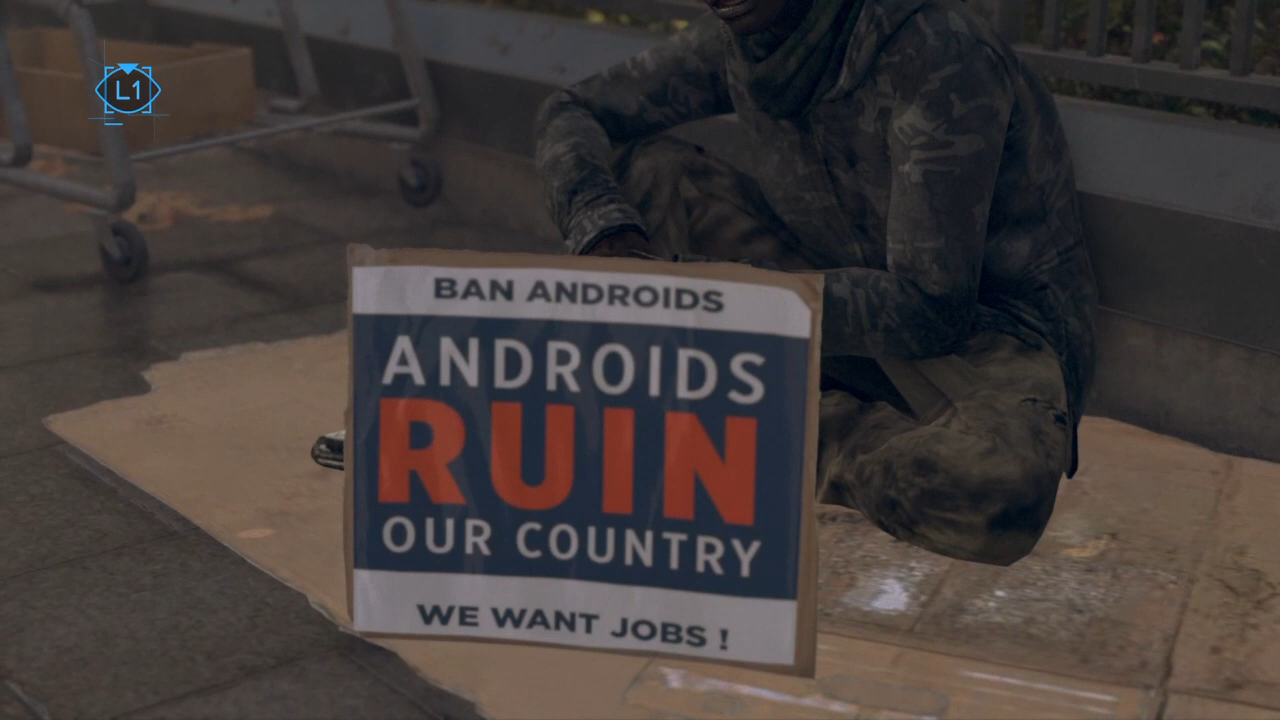 L1
BAN ANDROIDS
ANDROIDS
RUIN
OUR COUNTRY
WE WANT JOBS !